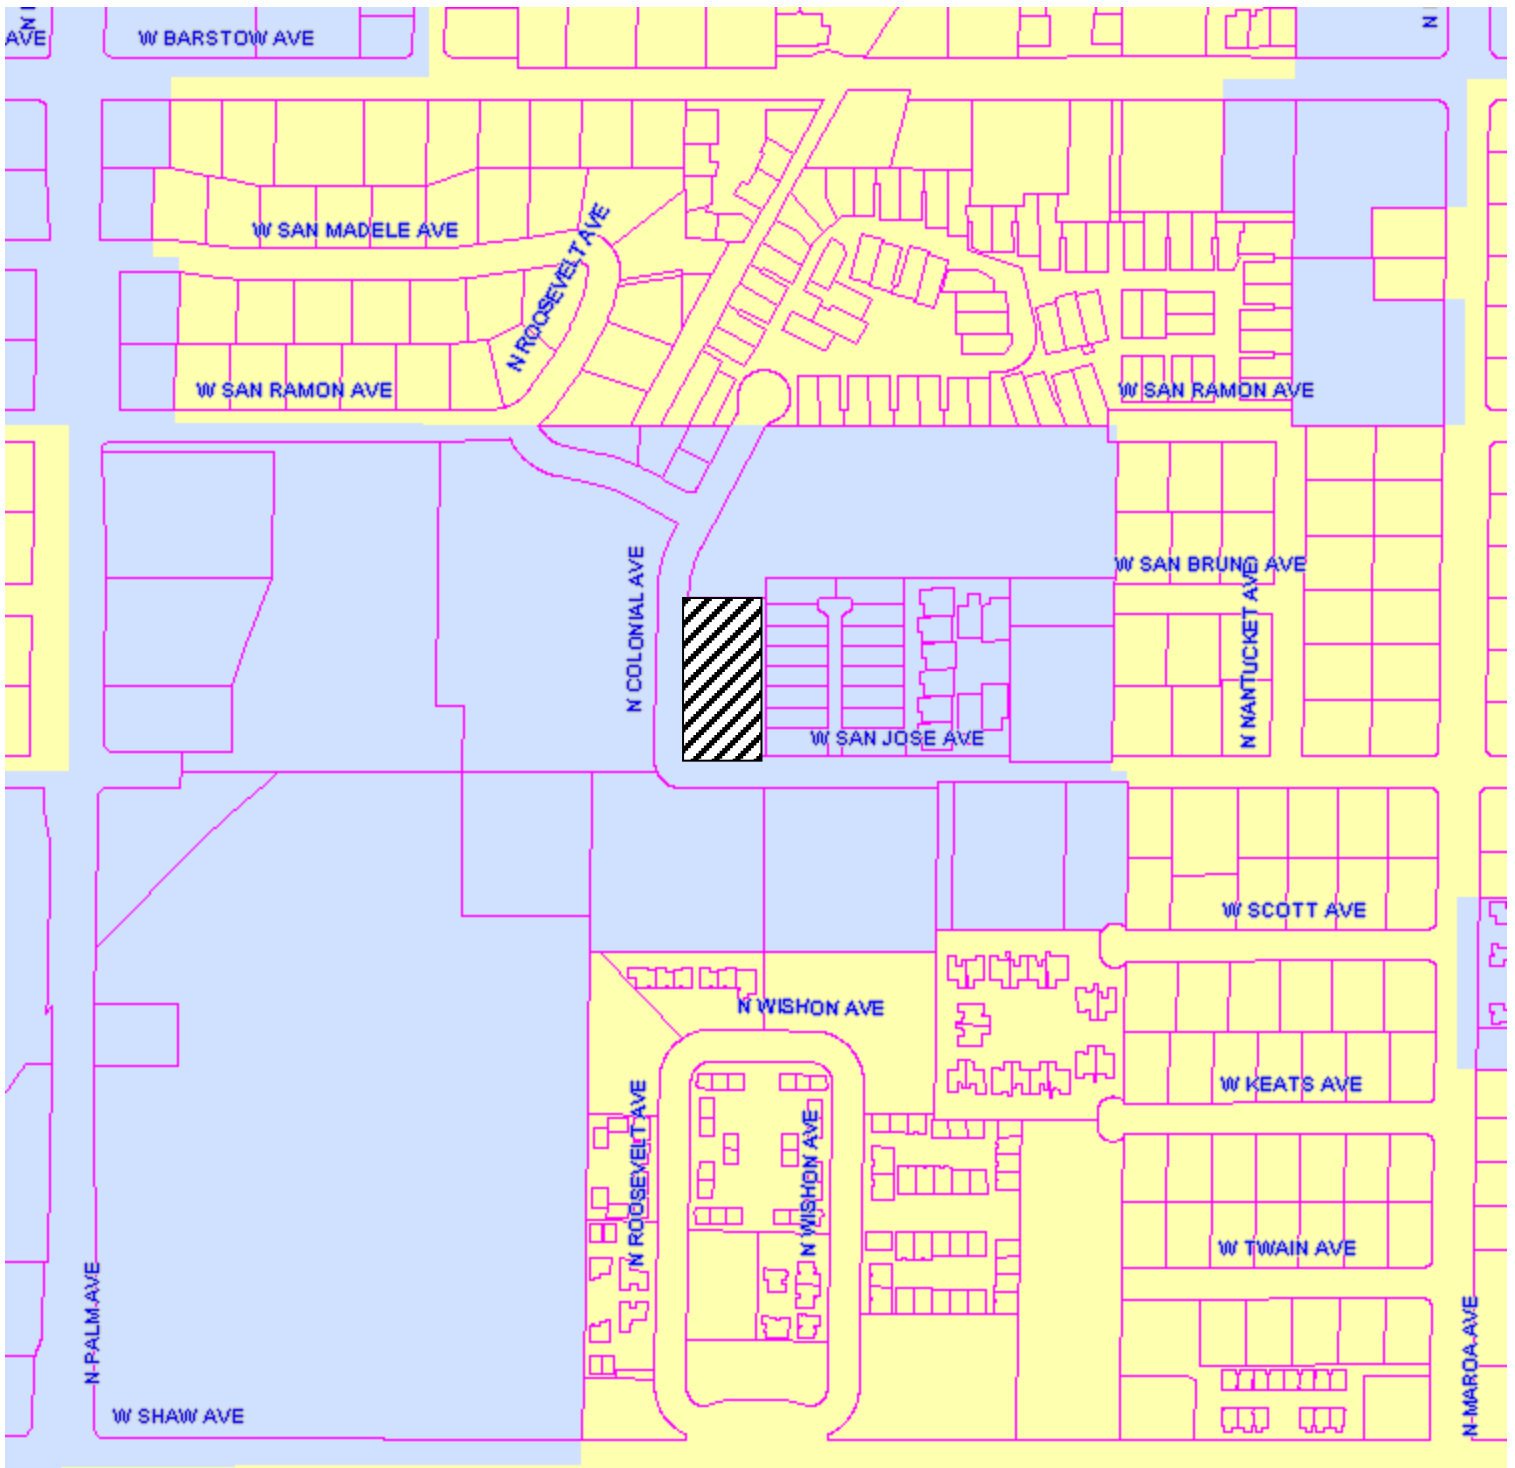 N
N
AVE
W BARSTOW AVE
W SAN MADELE AVE
N ROOSEVELT AVE
W SAN RAMON AVE
W SAN RAMON AVE
N COLONIAL AVE
W SAN BRUNO AVE
N NANTUCKET AVE
W SAN JOSE AVE
W SCOTT AVE
N WISHON AVE
W KEATS AVE
N ROOSEVELT AVE
N WISHON AVE
W TWAIN AVE
N PALM AVE
N MAROA AVE
W SHAW AVE